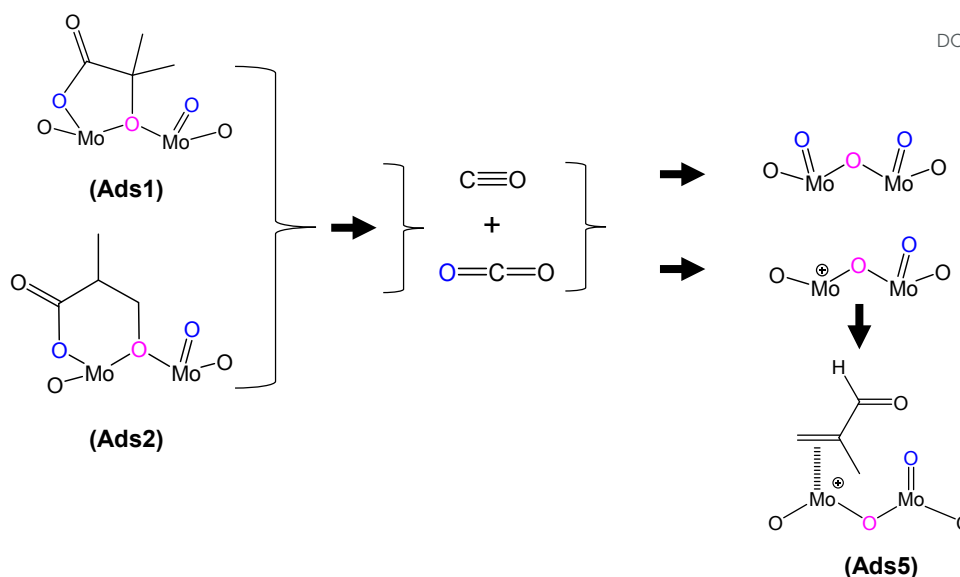 DO
O
O O
O Mo O Mo O
(Ads1)
O
O O
O Mo O Mo O
(Ads2)
C≡O
+
O=C=O
O O O
O Mo Mo O
O O
O Mo ⊕ Mo O
H
O
O
O Mo ⊕ O Mo O
(Ads5)